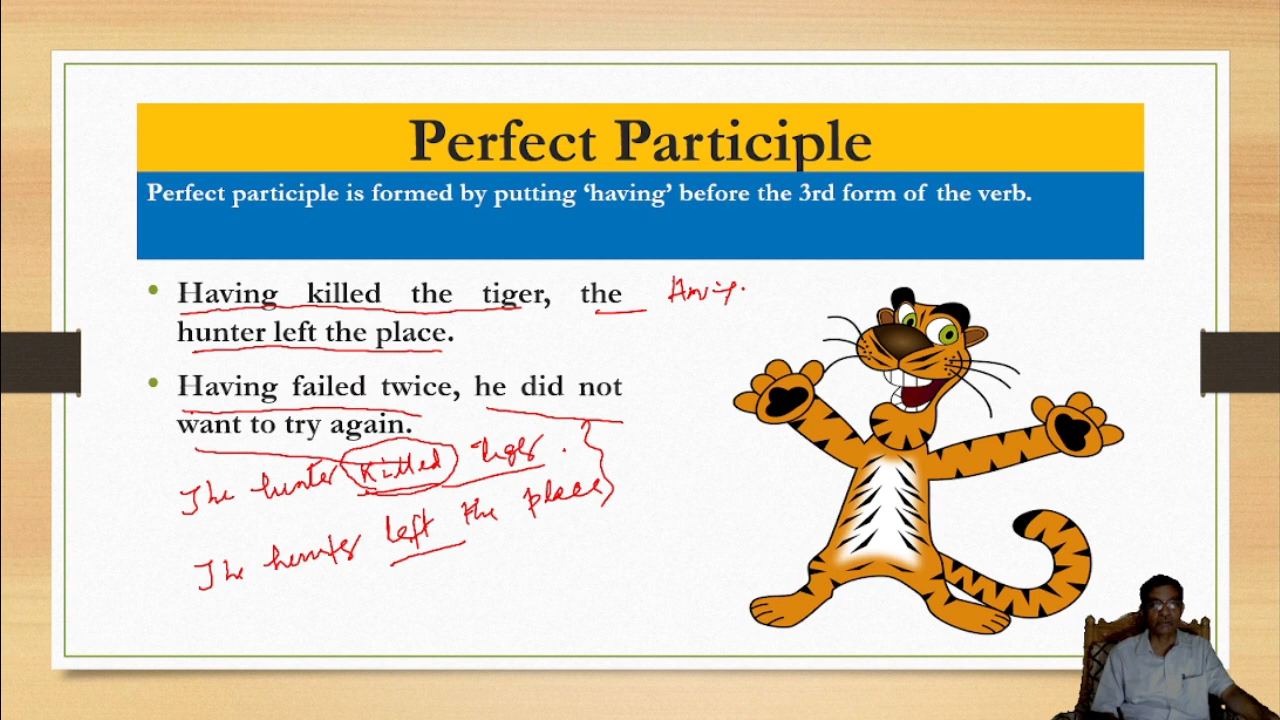 Perfect Participle
Perfect participle is formed by putting ‘having’ before the 3rd form of the verb.
• Having killed the tiger, the
hunter left the place.
• Having failed twice, he did not
want to try again.
The hunter killed tiger.
The hunter left the place